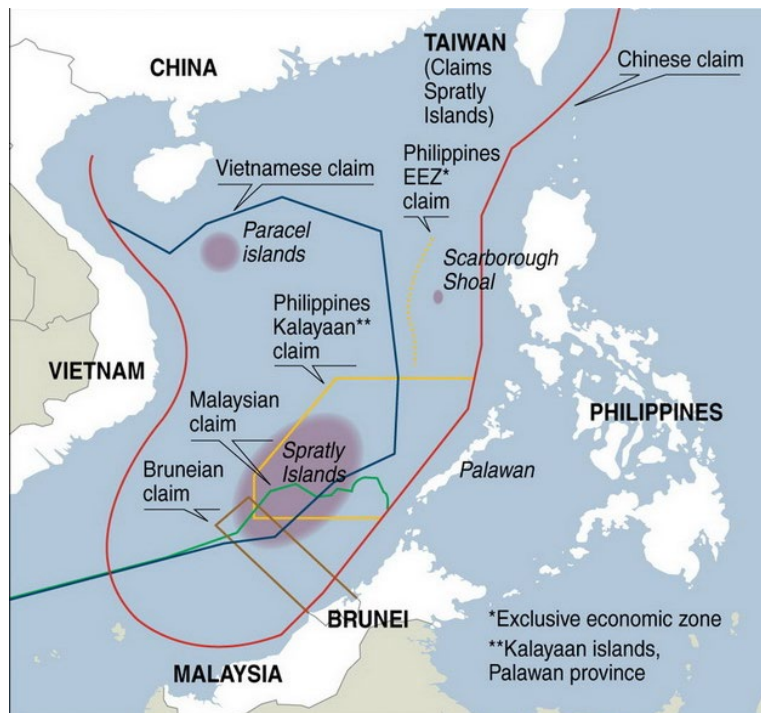 CHINA
TAIWAN
(Claims
Spratly
Islands)
Chinese claim
Vietnamese claim
Philippines
EEZ*
claim
Paracel
islands
Scarborough
Shoal
Philippines
Kalayaan**
claim
VIETNAM
Malaysian
claim
PHILIPPINES
Spratly
Islands
Bruneian
claim
Palawan
BRUNEI
*Exclusive economic zone
**Kalayaan islands,
Palawan province
MALAYSIA